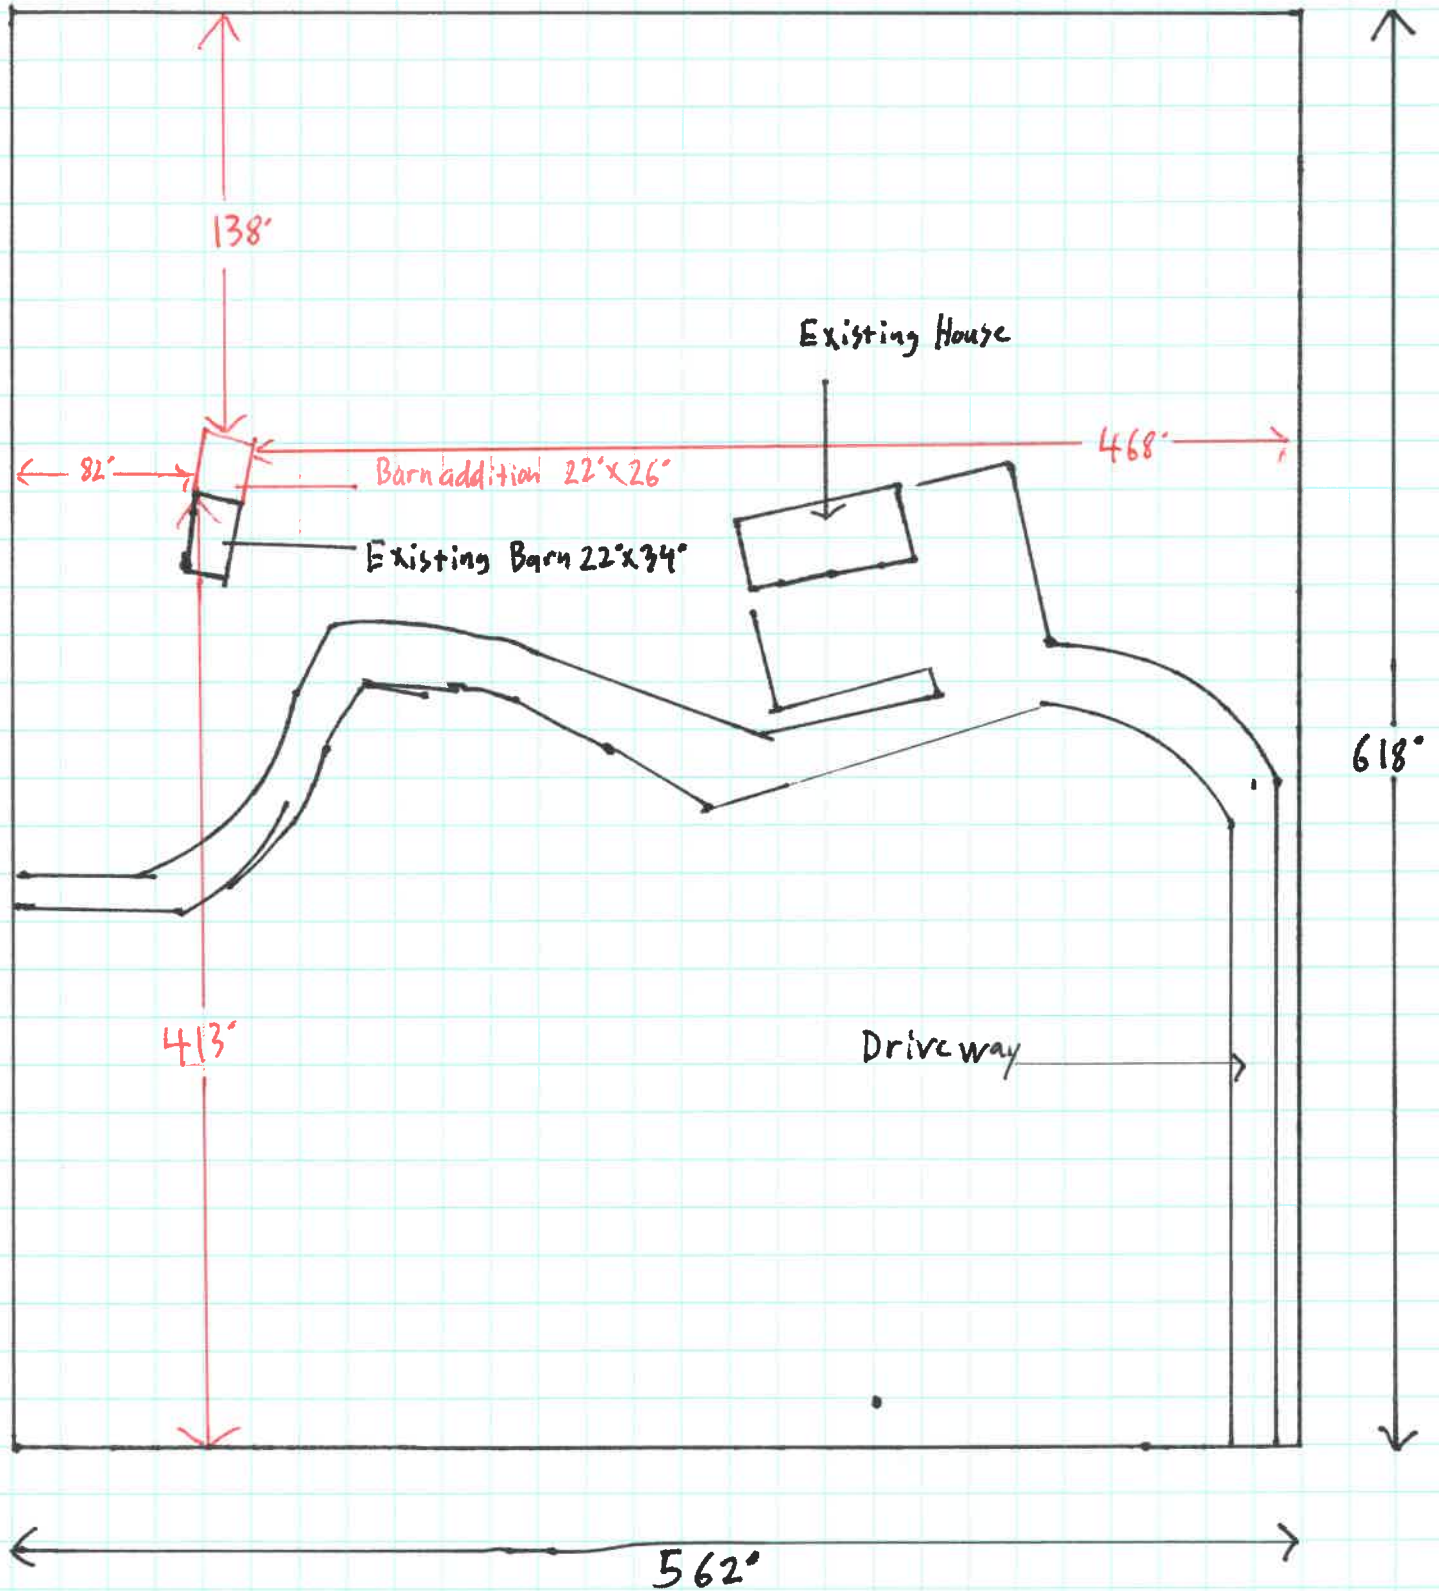 138'
Existing House
468'
82'
Barn addition 22'x26'
Existing Barn 22'x34'
618'
413'
Driveway
562'